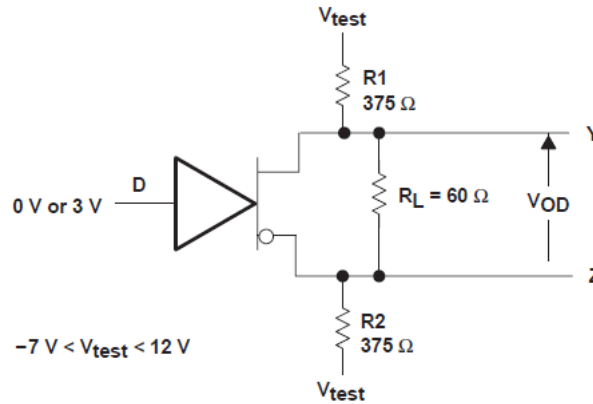 Vtest
R1
375 Ω
Y
D
0 V or 3 V
RL = 60 Ω
VOD
Z
R2
375 Ω
−7 V < Vtest < 12 V
Vtest